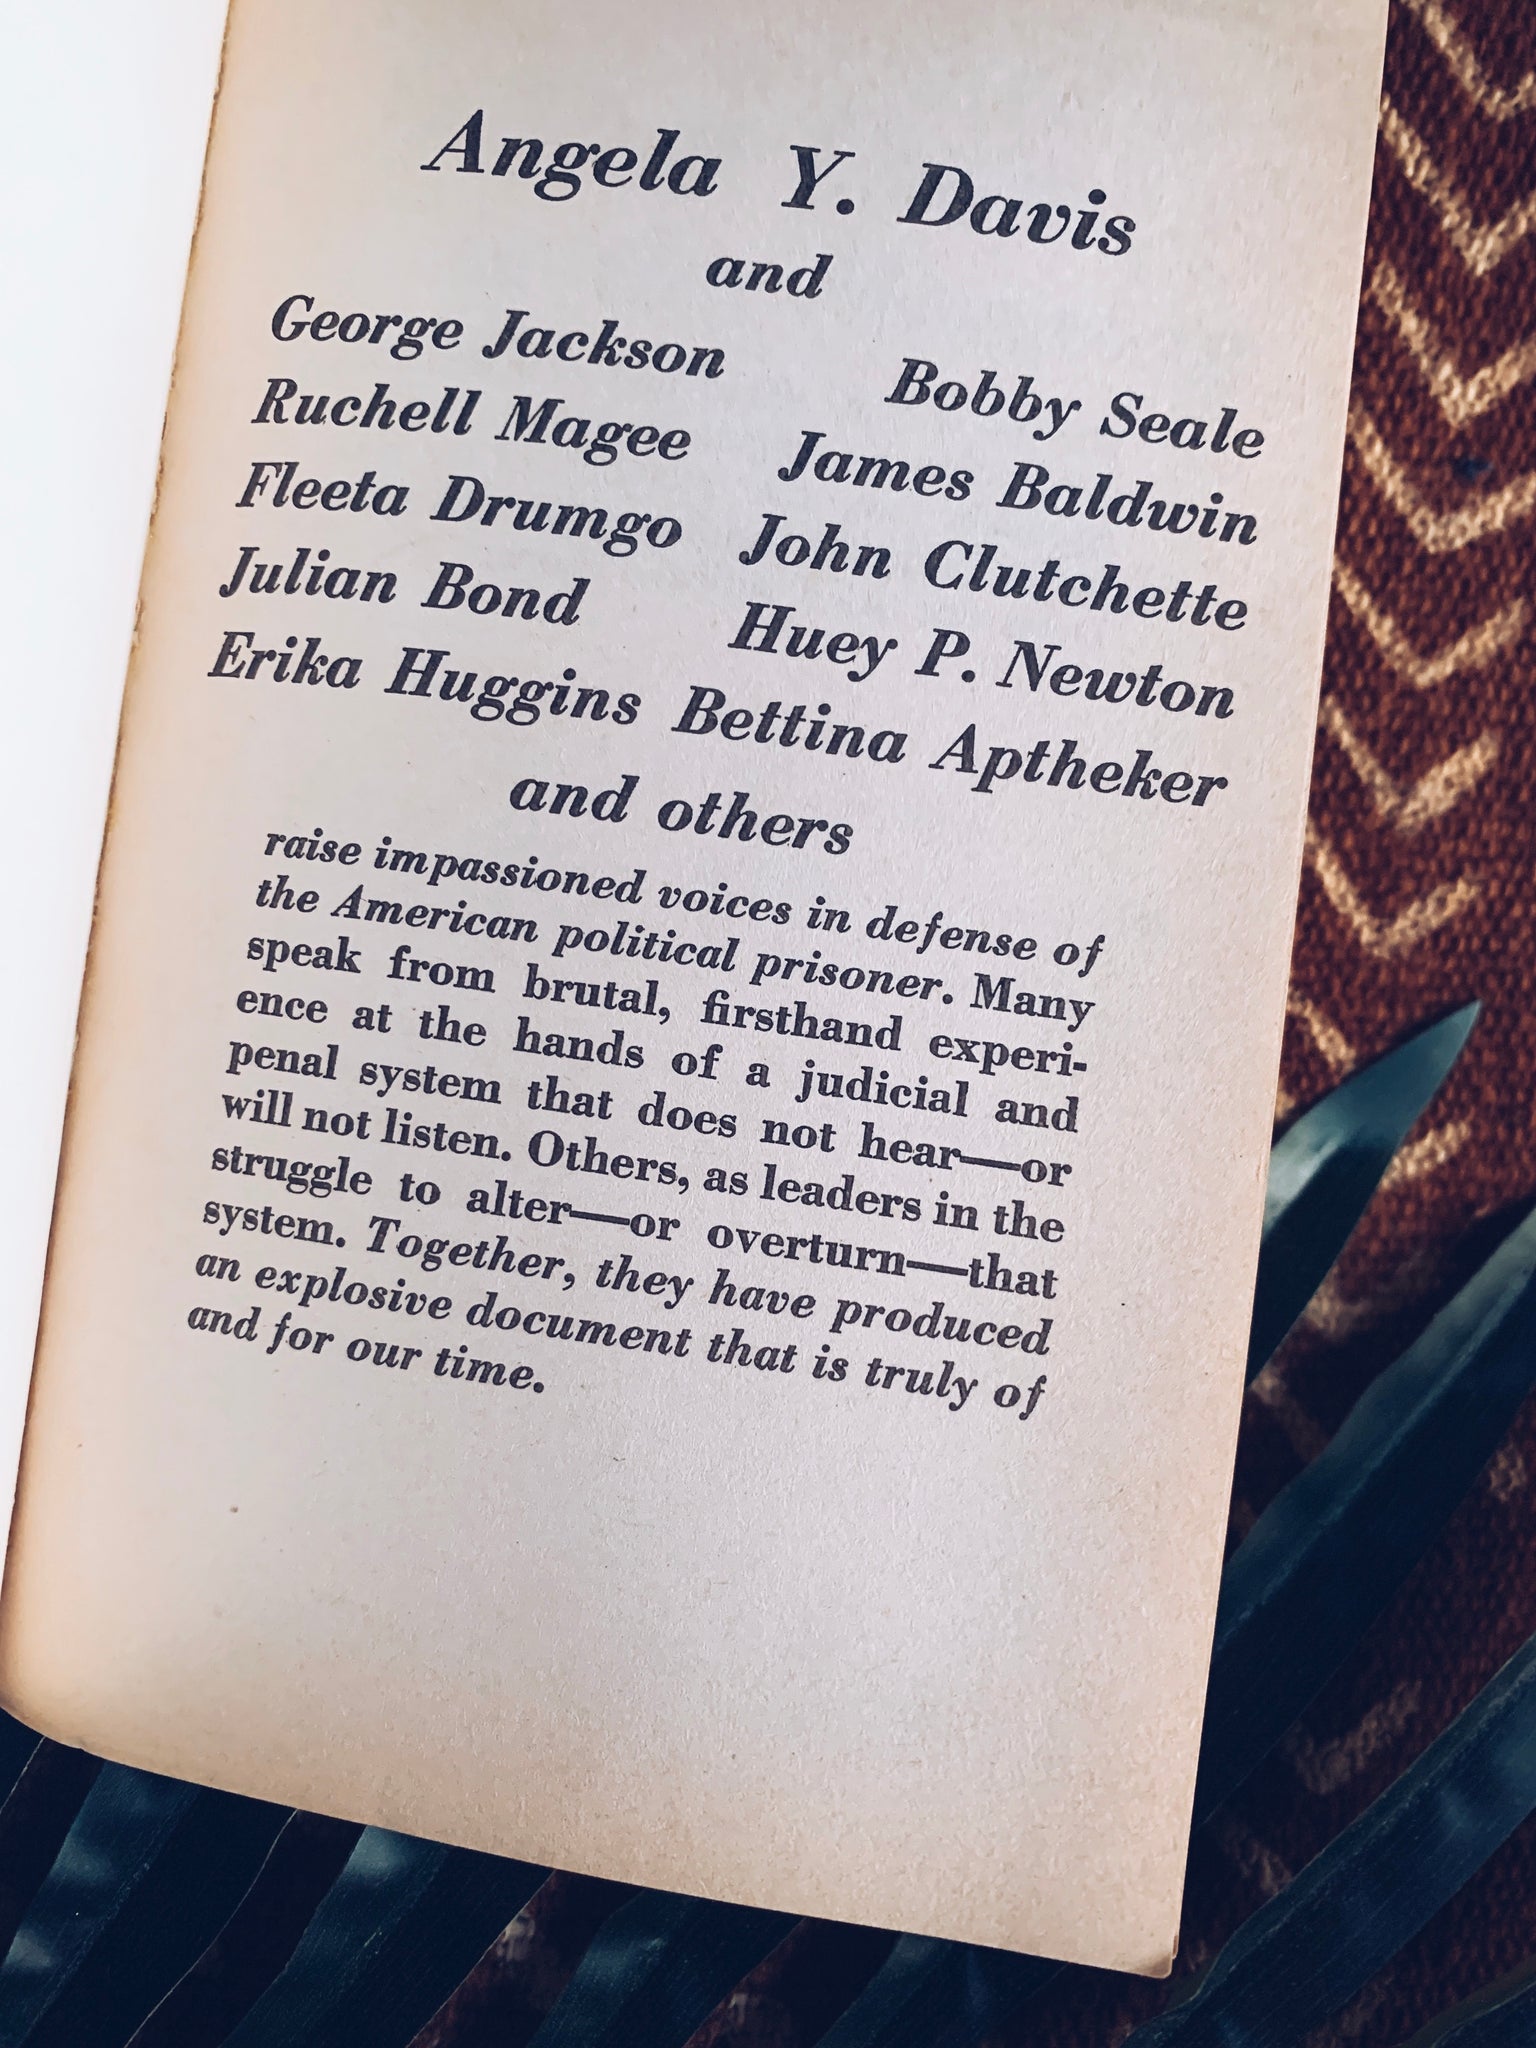 Angela Y. Davis
and
George Jackson Bobby Seale
Ruchell Magee James Baldwin
Fleeta Drumgo John Clutchette
Julian Bond Huey P. Newton
Erika Huggins Bettina Aptheker
and others
raise impassioned voices in defense of
the American political prisoner. Many
speak from brutal, firsthand experi-
ence at the hands of a judicial and
penal system that does not hear—or
will not listen. Others, as leaders in the
struggle to alter—or overturn—that
system. Together, they have produced
an explosive document that is truly of
and for our time.